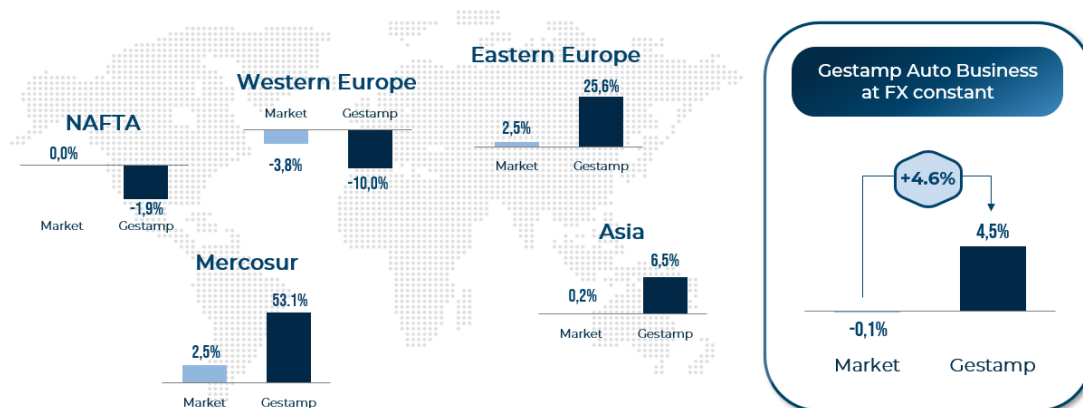 NAFTA
0,0%
-1,9%
Market
Gestamp
Western Europe
Market
Gestamp
-3,8%
-10,0%
Eastern Europe
2,5%
25,6%
Market
Gestamp
Mercosur
2,5%
53.1%
Market
Gestamp
Asia
0,2%
6,5%
Market
Gestamp
Gestamp Auto Business
at FX constant
+4.6%
4,5%
-0,1%
Market
Gestamp